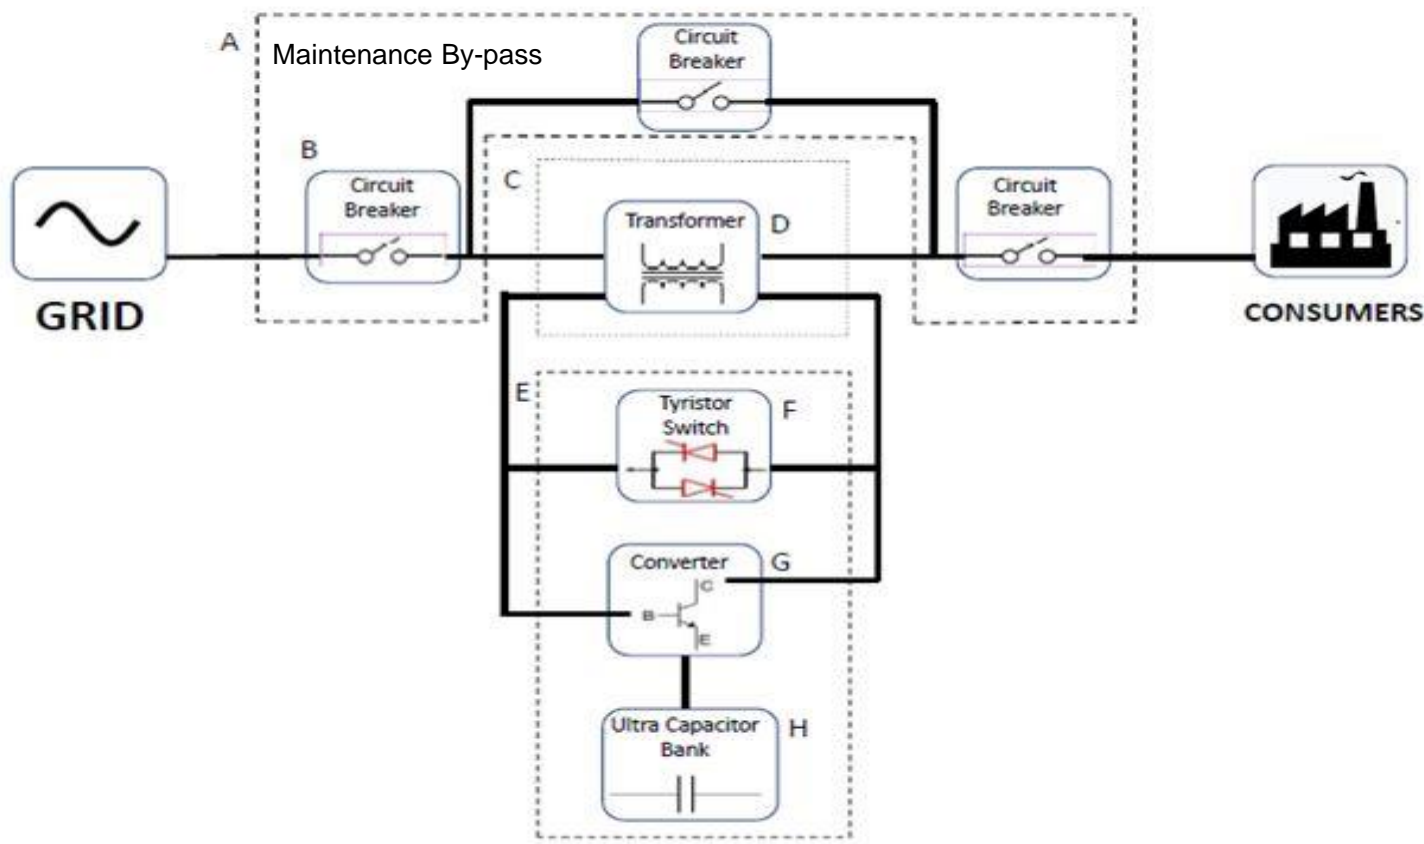 A
Maintenance By-pass
Circuit
Breaker
B
Circuit
Breaker
C
Transformer
D
Circuit
Breaker
GRID
CONSUMERS
E
Tyristor
Switch
F
Converter
G
C
B
E
Ultra Capacitor
Bank
H